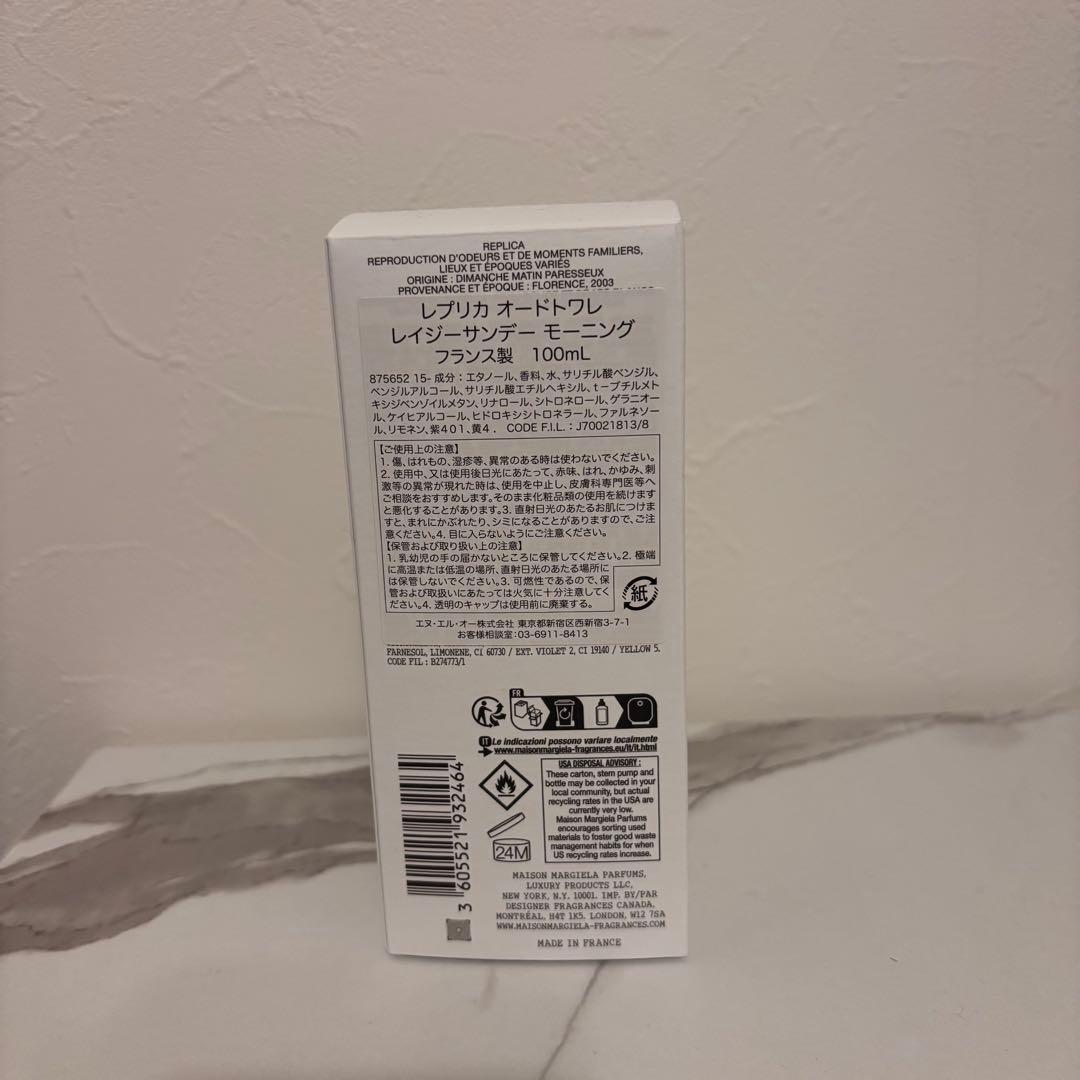 REPLICA
REPRODUCTION D'ODEURS ET DE MOMENTS FAMILIERS,
LIEUX ET ÉPOQUES VARIÉS
ORIGINE : DIMANCHE MATIN PARESSEUX
PROVENANCE ET ÉPOQUE : FLORENCE, 2003
レプリカ オードトワレ
レイジーサンデー モーニング
フランス製 100mL
875652 15- 成分：エタノール、香料、水、サリチル酸ベンジル、
ベンジルアルコール、サリチル酸エチルヘキシル、t－ブチルメト
キシジベンゾイルメタン、リナロール、シトロネロール、ゲラニオー
ル、ケイヒアルコール、ヒドロキシシトロネラール、ファルネソー
ル、リモネン、紫401、黄4． CODE F.I.L.：J70021813/8
【ご使用上の注意】
1. 傷、はれもの、湿疹等、異常のある時は使わないでください。
2. 使用中、又は使用後日光にあたって、赤味、はれ、かゆみ、刺
激等の異常が現れた時は、使用を中止し、皮膚科専門医等へ
ご相談をおすすめします。そのまま化粧品類の使用を続けます
と悪化することがあります。3. 直射日光のあたるお肌につけま
すと、まれにかぶれたり、シミになることがありますので、ご注
意ください。4. 目に入らないようにご注意ください。
【保管および取り扱い上の注意】
1. 乳幼児の手の届かないところに保管してください。2. 極端
に高温または低温の場所、直射日光のあたる場所に
は保管しないでください。3. 可燃性であるので、保
管および取扱いにあたっては火気に十分注意してく
ださい。4. 透明のキャップは使用前に廃棄する。
紙
エヌ・エル・オー株式会社 東京都新宿区西新宿3-7-1
お客様相談室：03-6911-8413
FARNESOL, LIMONENE, CI 60730 / EXT. VIOLET 2, CI 19140 / YELLOW 5.
CODE FIL : B274773/1
FR
IT Le indicazioni possono variare localmente
www.maisonmargiela-fragrances.eu/it/it.html
USA DISPOSAL ADVISORY :
These carton, stem pump and
bottle may be collected in your
local community, but actual
recycling rates in the USA are
currently very low.
Maison Margiela Parfums
encourages sorting used
materials to foster good waste
management habits for when
US recycling rates increase.
24M
3 605521 932464
MAISON MARGIELA PARFUMS,
LUXURY PRODUCTS LLC,
NEW YORK, N.Y. 10001. IMP. BY/PAR
DESIGNER FRAGRANCES CANADA,
MONTRÉAL, H4T 1K5. LONDON, W12 7SA
WWW.MAISONMARGIELA-FRAGRANCES.COM
MADE IN FRANCE